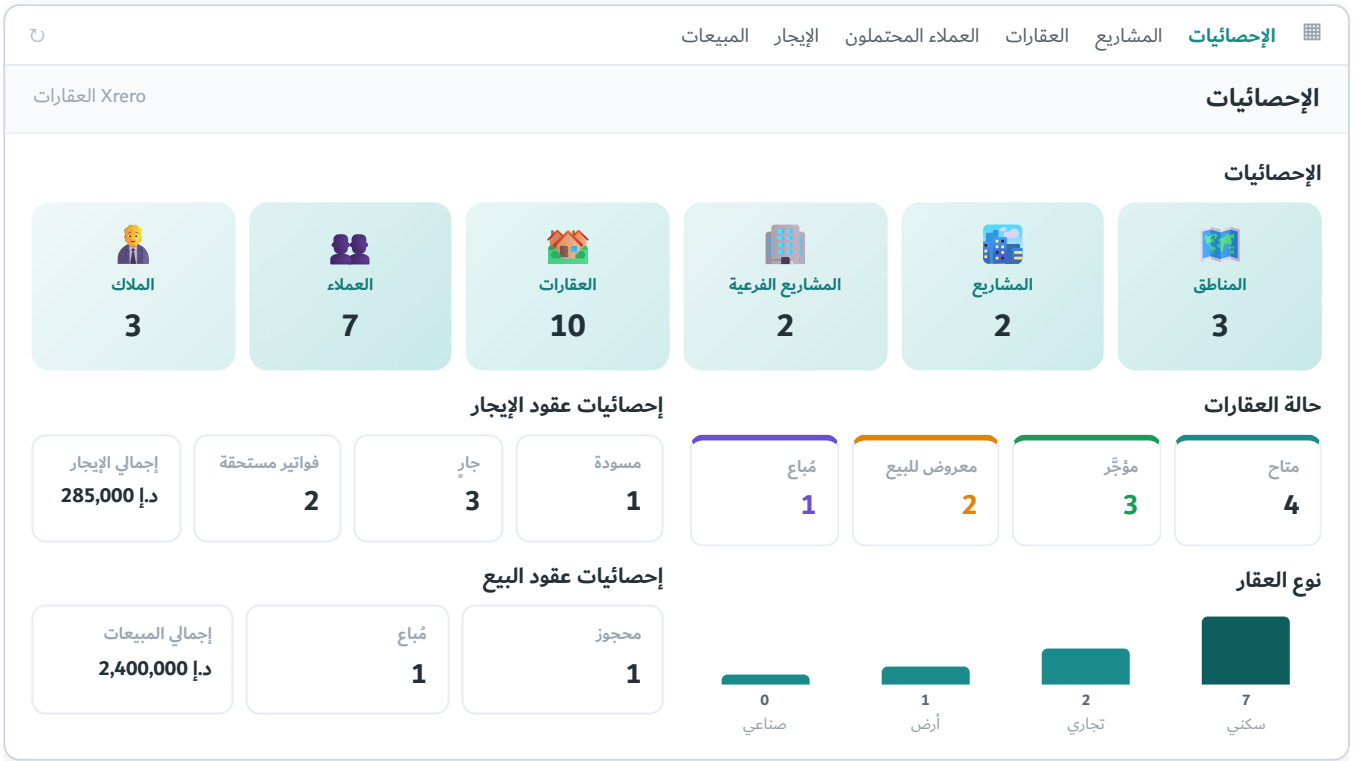 الإحصائيات
المشاريع
العقارات
العملاء المحتملون
الإيجار
المبيعات
الإحصائيات
Xrero العقارات
الإحصائيات
المناطق
3
المشاريع
2
المشاريع الفرعية
2
العقارات
10
العملاء
7
الملاك
3
حالة العقارات
متاح
4
مؤجَّر
3
معروض للبيع
2
مُباع
1
إحصائيات عقود الإيجار
مسودة
1
جارٍ
3
فواتير مستحقة
2
إجمالي الإيجار
د.إ 285,000
نوع العقار
7
سكني
2
تجاري
1
أرض
0
صناعي
إحصائيات عقود البيع
محجوز
1
مُباع
1
إجمالي المبيعات
د.إ 2,400,000